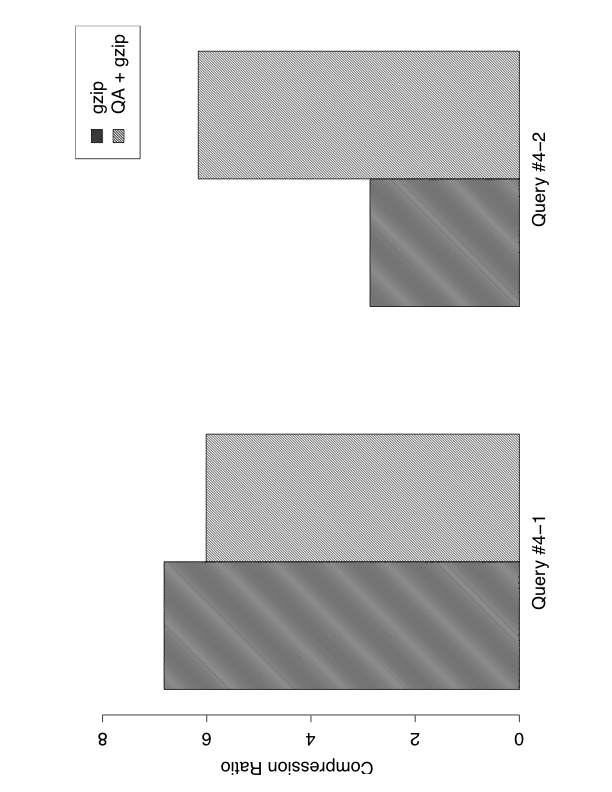 gzip
QA + gzip
8
6
4
2
0
Compression Ratio
Query #4−1
Query #4−2